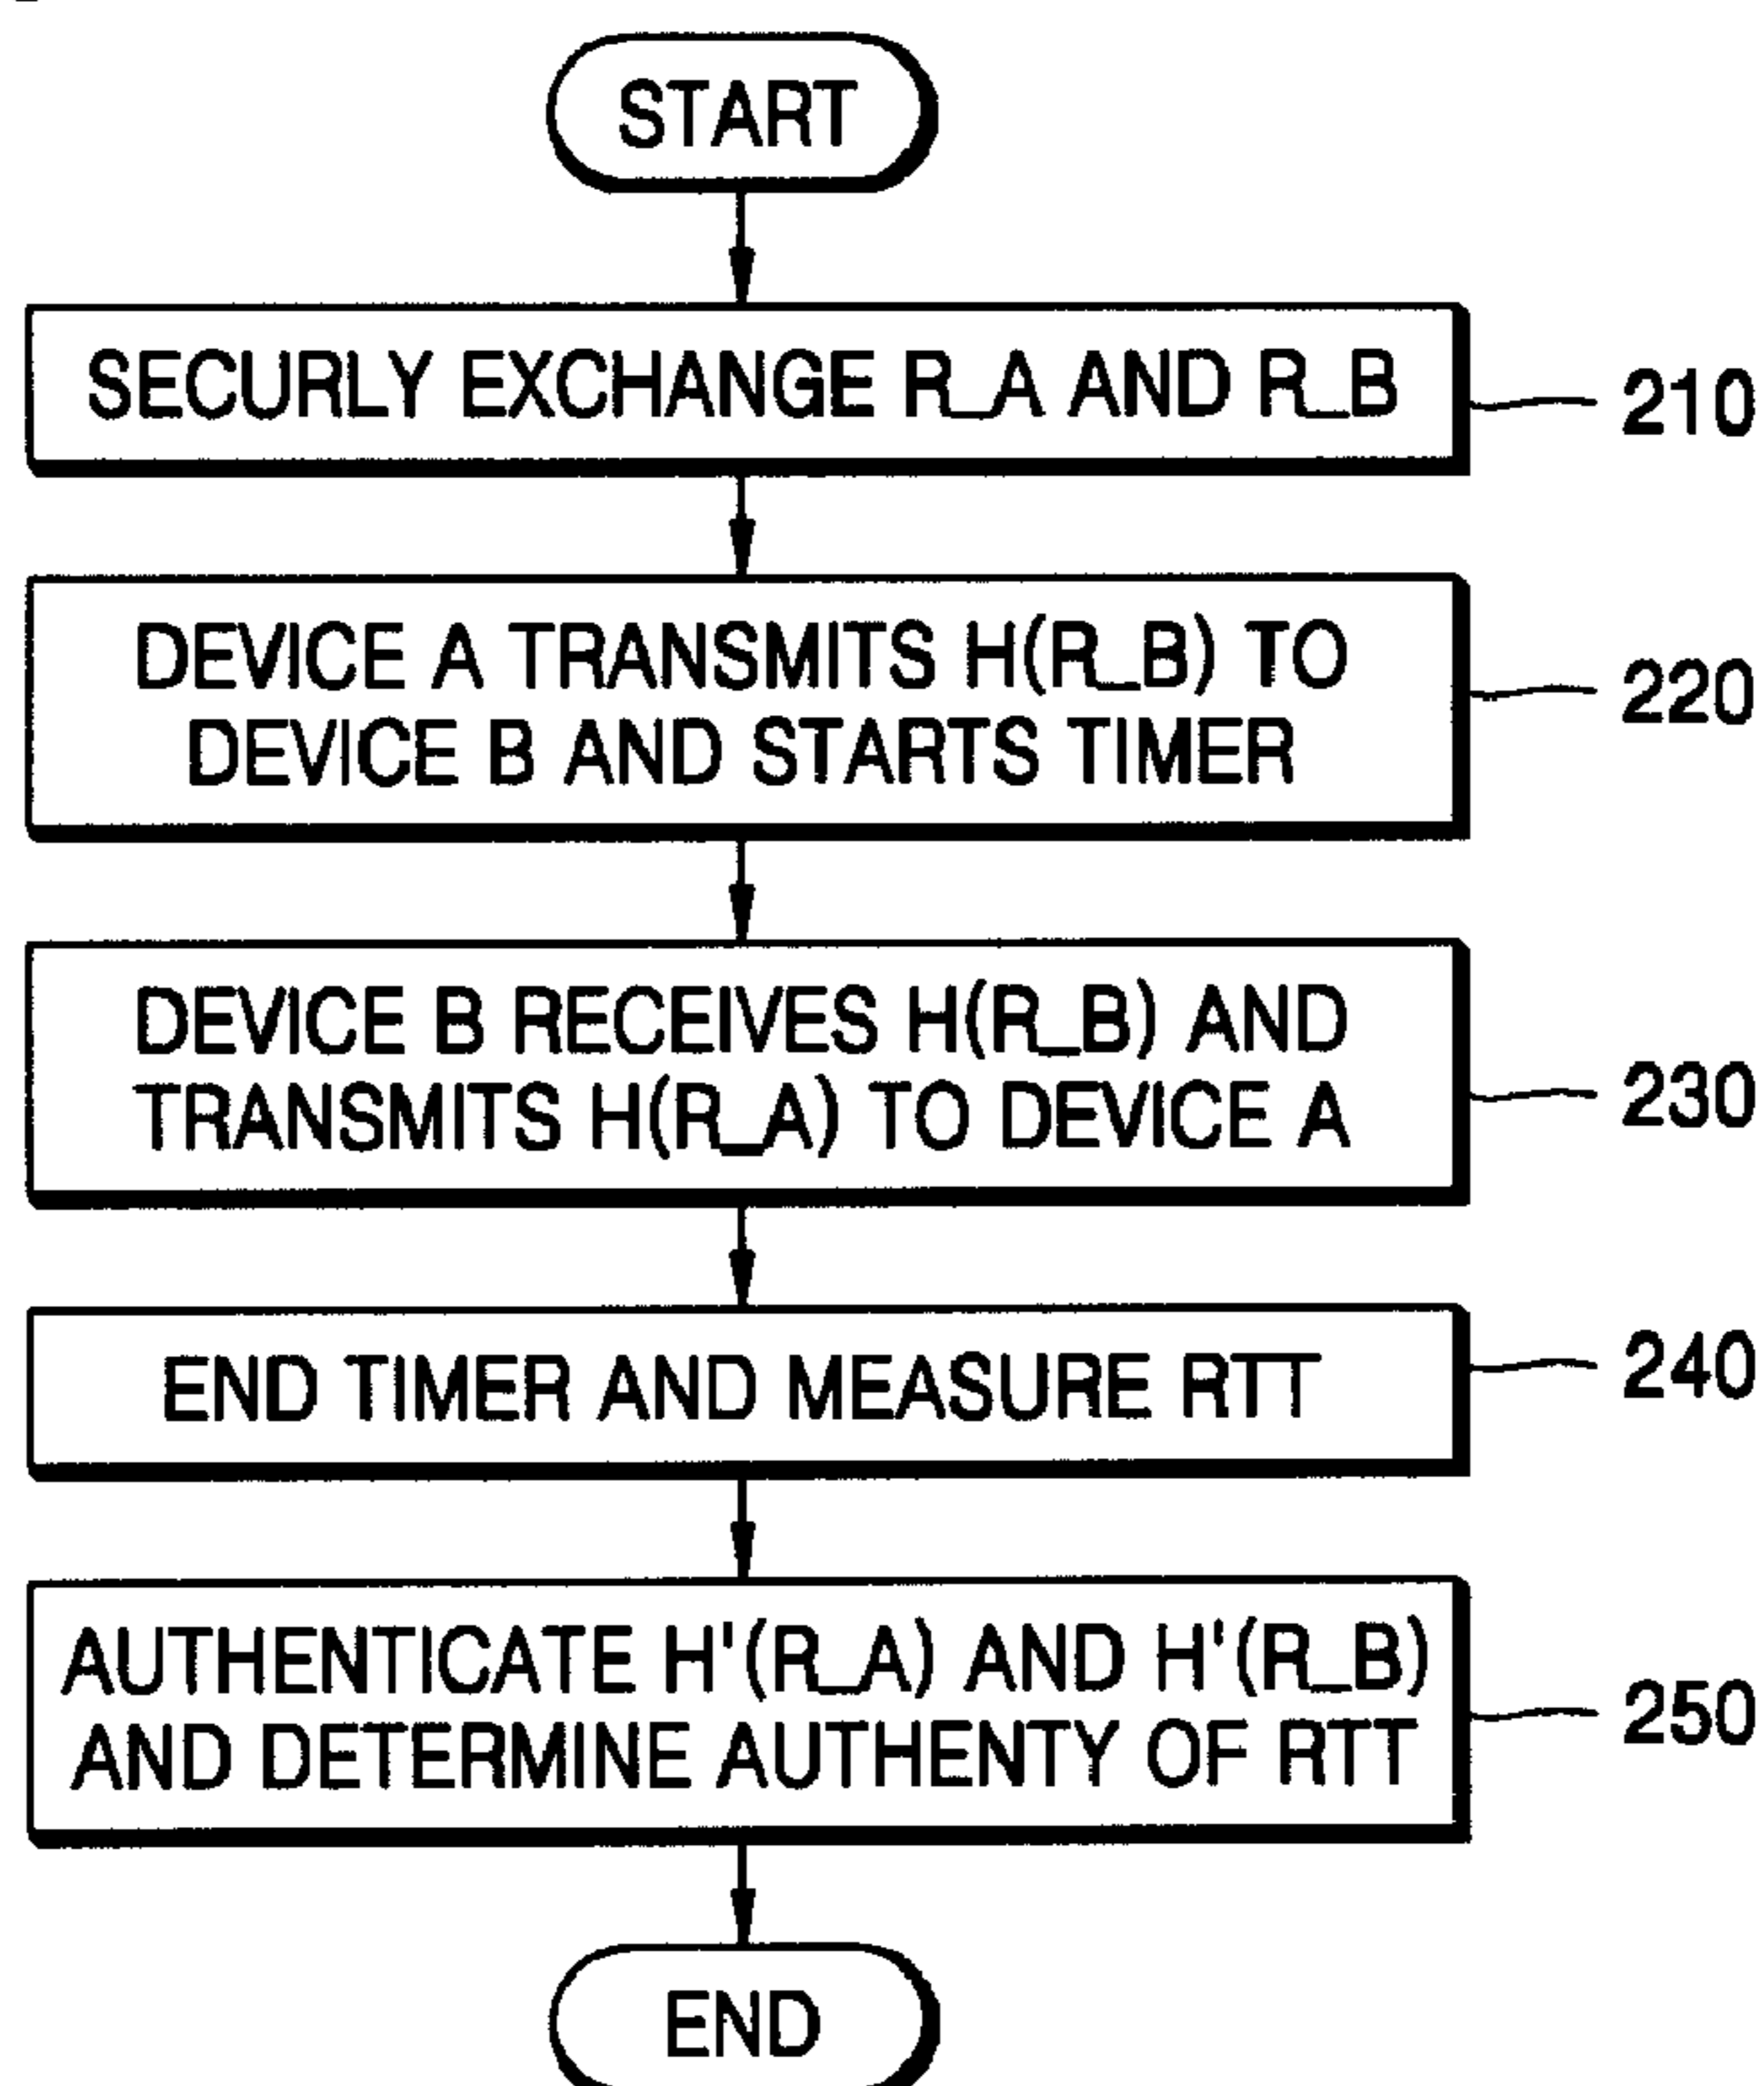 START
SECURLY EXCHANGE R_A AND R_B
210
DEVICE A TRANSMITS H(R_B) TO
DEVICE B AND STARTS TIMER
220
DEVICE B RECEIVES H(R_B) AND
TRANSMITS H(R_A) TO DEVICE A
230
END TIMER AND MEASURE RTT
240
AUTHENTICATE H'(R_A) AND H'(R_B)
AND DETERMINE AUTHENTY OF RTT
250
END